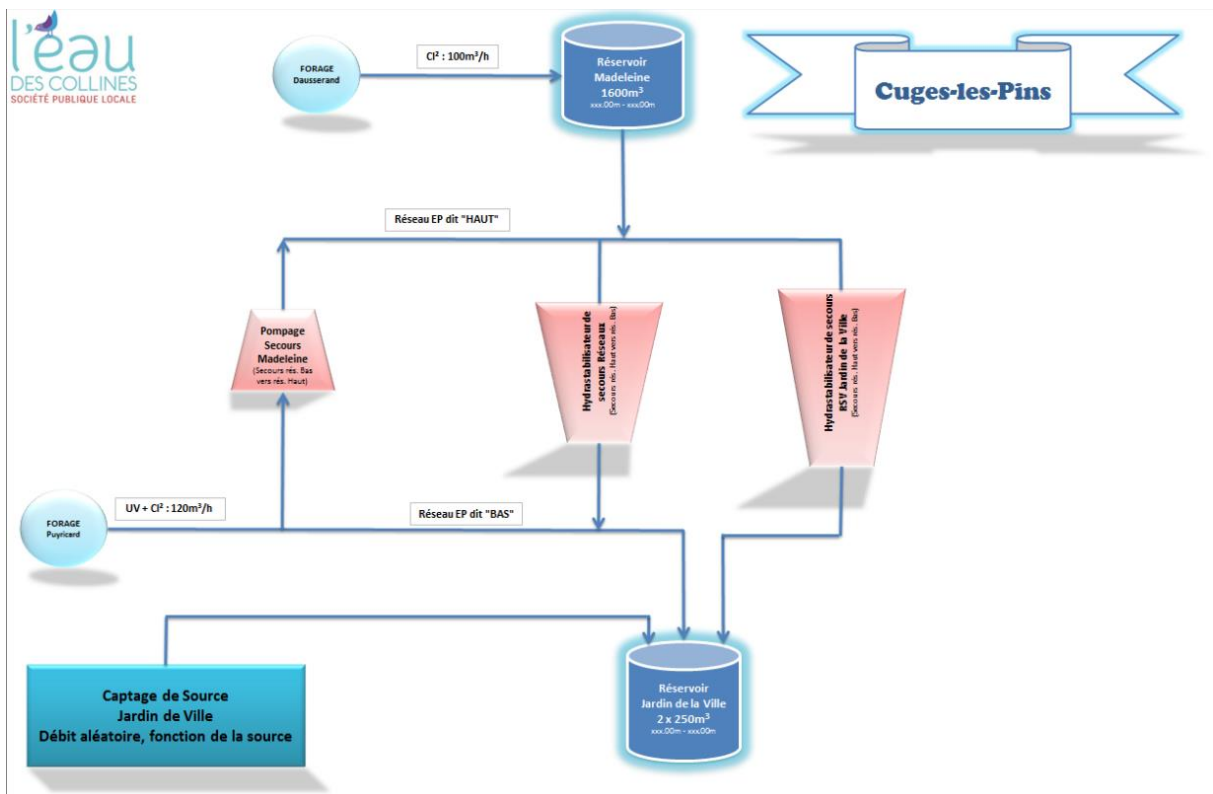 l'eau
DES COLLINES
SOCIÉTÉ PUBLIQUE LOCALE
FORAGE
Dausserand
Cl² : 100m³/h
Réservoir
Madeleine
1600m³
xxx.00m - xxx.00m
Cuges-les-Pins
Réseau EP dit "HAUT"
Pompage
Secours
Madeleine
(Secours rés. Bas
vers rés. Haut)
Hydrastabilisateur de
secours Réseaux
(Secours rés. Haut vers rés. Bas)
Hydrastabilisateur de secours
RSV Jardin de la Ville
(Secours rés. Haut vers rés. Bas)
FORAGE
Puyricard
UV + Cl² : 120m³/h
Réseau EP dit "BAS"
Captage de Source
Jardin de Ville
Débit aléatoire, fonction de la source
Réservoir
Jardin de la Ville
2 x 250m³
xxx.00m - xxx.00m